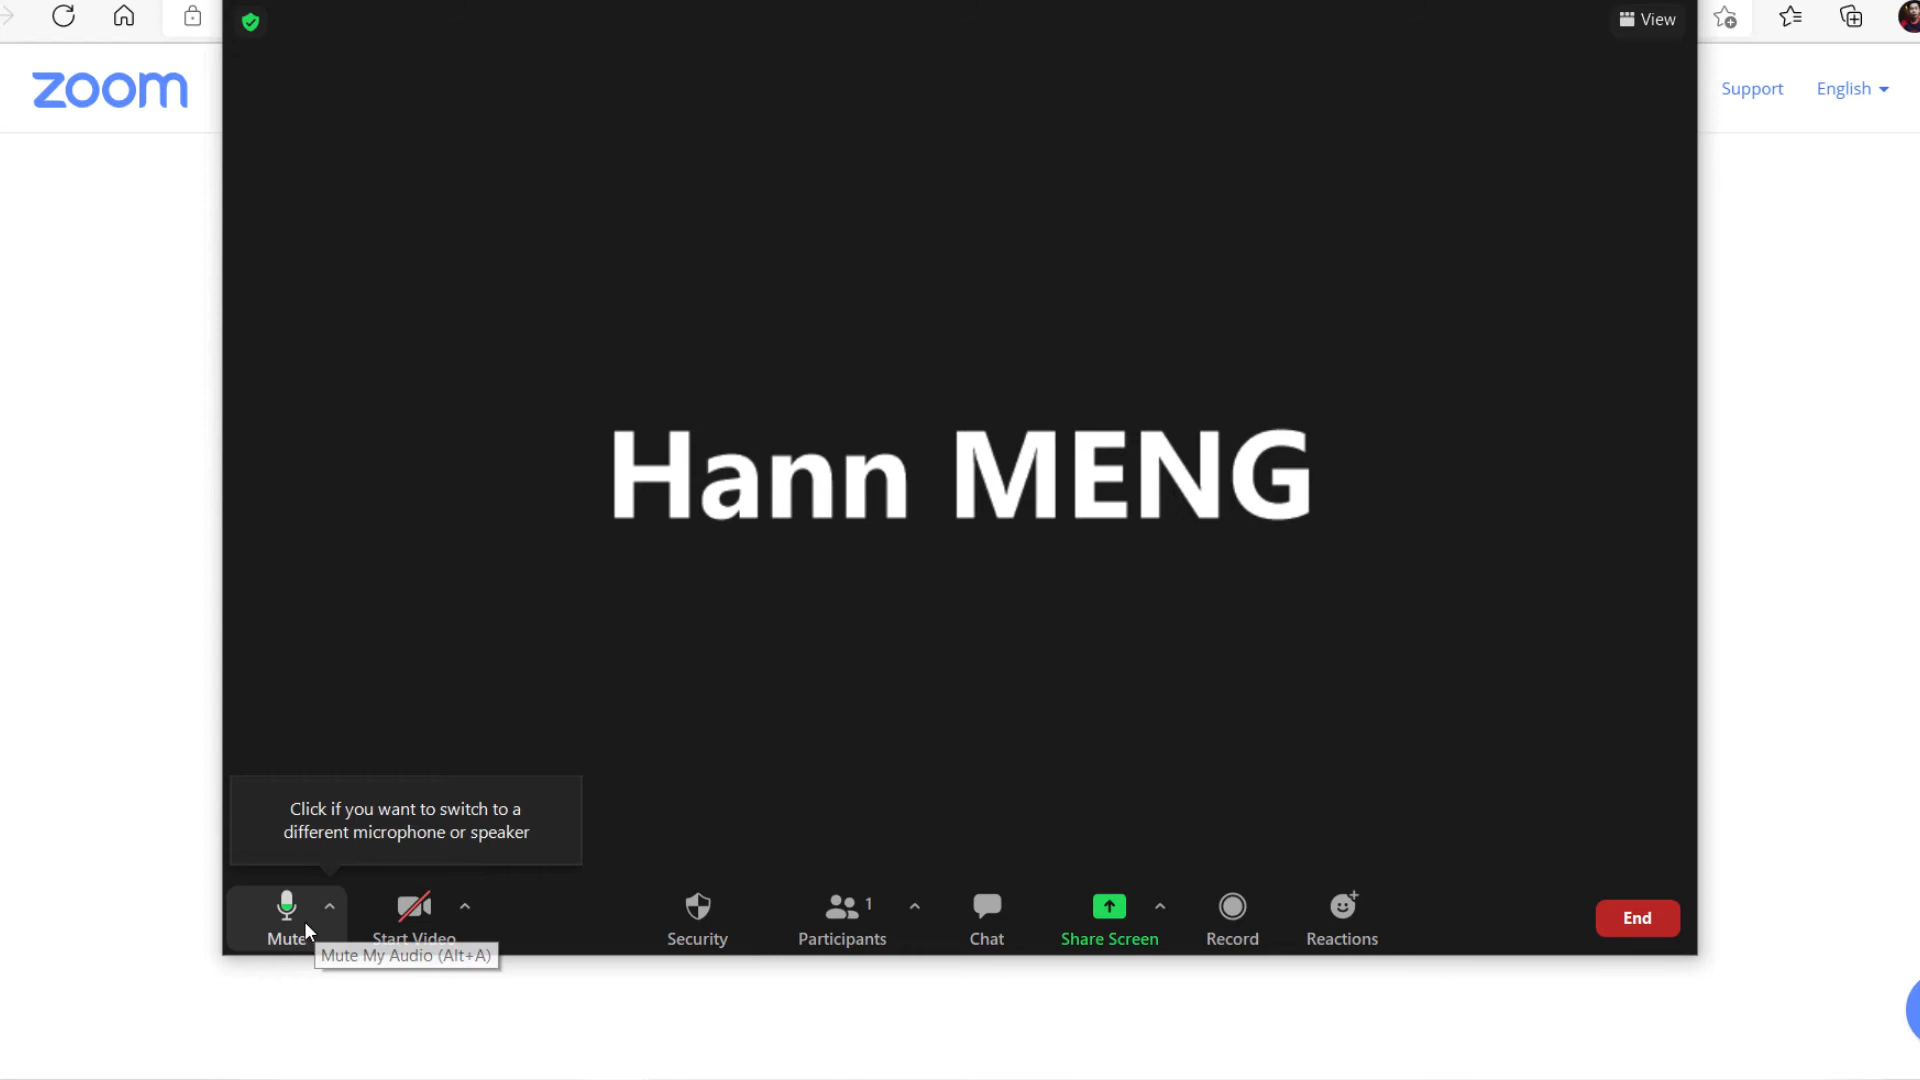 View
zoom
Support
English
Hann MENG
Click if you want to switch to a
different microphone or speaker
1
Mute
Start Video
Security
Participants
Chat
Share Screen
Record
Reactions
End
Mute My Audio (Alt+A)